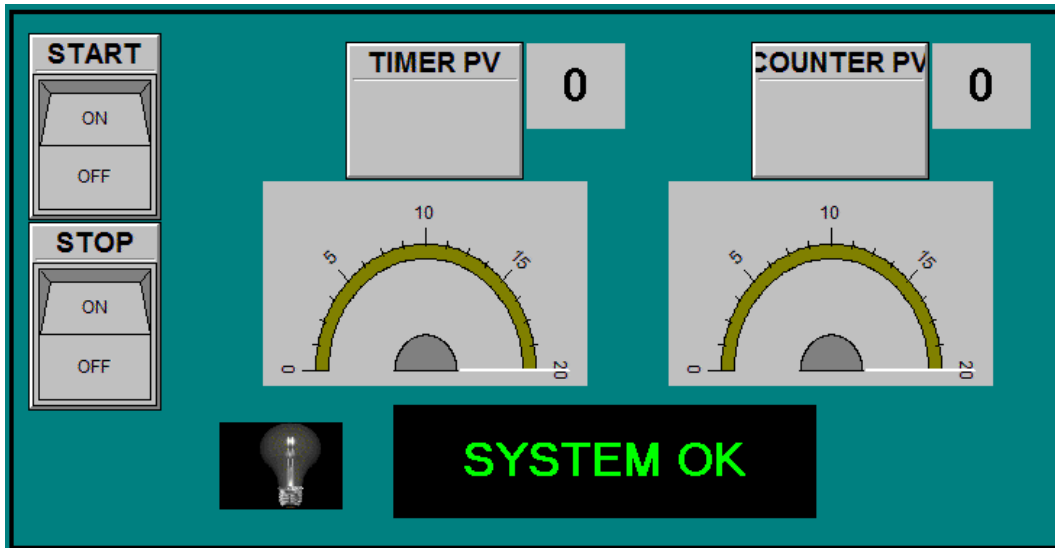 START
ON
OFF
STOP
ON
OFF
TIMER PV
0
0
5
10
15
20
COUNTER PV
0
0
5
10
15
20
SYSTEM OK